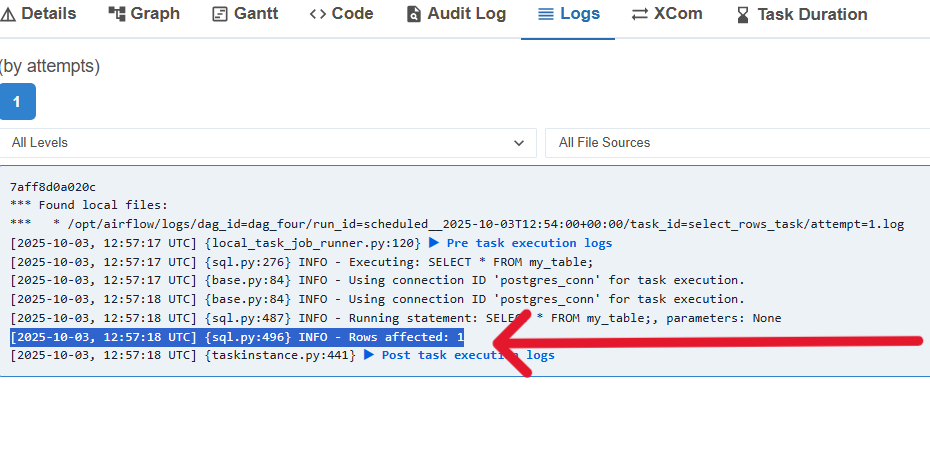 Details Graph Gantt Code Audit Log Logs XCom Task Duration
(by attempts)
1
All Levels All File Sources
7aff8d0a020c
*** Found local files:
***   * /opt/airflow/logs/dag_id=dag_four/run_id=scheduled__2025-10-03T12:54:00+00:00/task_id=select_rows_task/attempt=1.log
[2025-10-03, 12:57:17 UTC] {local_task_job_runner.py:120} ▶ Pre task execution logs
[2025-10-03, 12:57:17 UTC] {sql.py:276} INFO - Executing: SELECT * FROM my_table;
[2025-10-03, 12:57:17 UTC] {base.py:84} INFO - Using connection ID 'postgres_conn' for task execution.
[2025-10-03, 12:57:18 UTC] {base.py:84} INFO - Using connection ID 'postgres_conn' for task execution.
[2025-10-03, 12:57:18 UTC] {sql.py:487} INFO - Running statement: SELECT * FROM my_table;, parameters: None
[2025-10-03, 12:57:18 UTC] {sql.py:496} INFO - Rows affected: 1
[2025-10-03, 12:57:18 UTC] {taskinstance.py:441} ▶ Post task execution logs